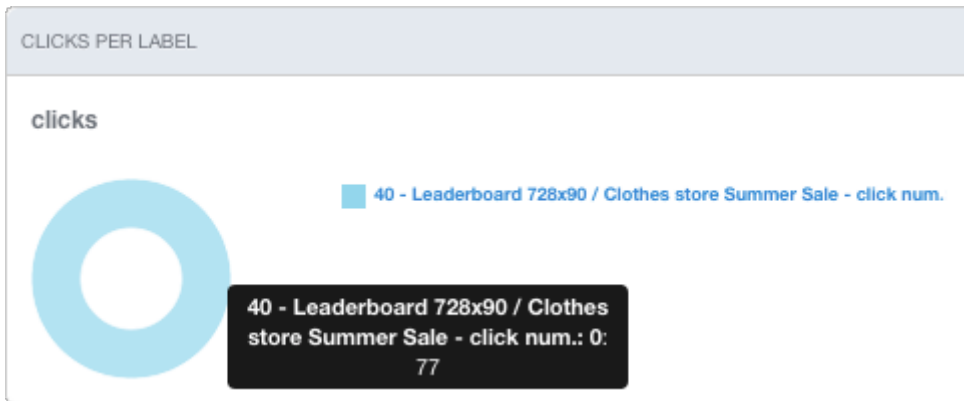 CLICKS PER LABEL
clicks
40 - Leaderboard 728x90 / Clothes store Summer Sale - click num.
40 - Leaderboard 728x90 / Clothes
store Summer Sale - click num.: 0:
77